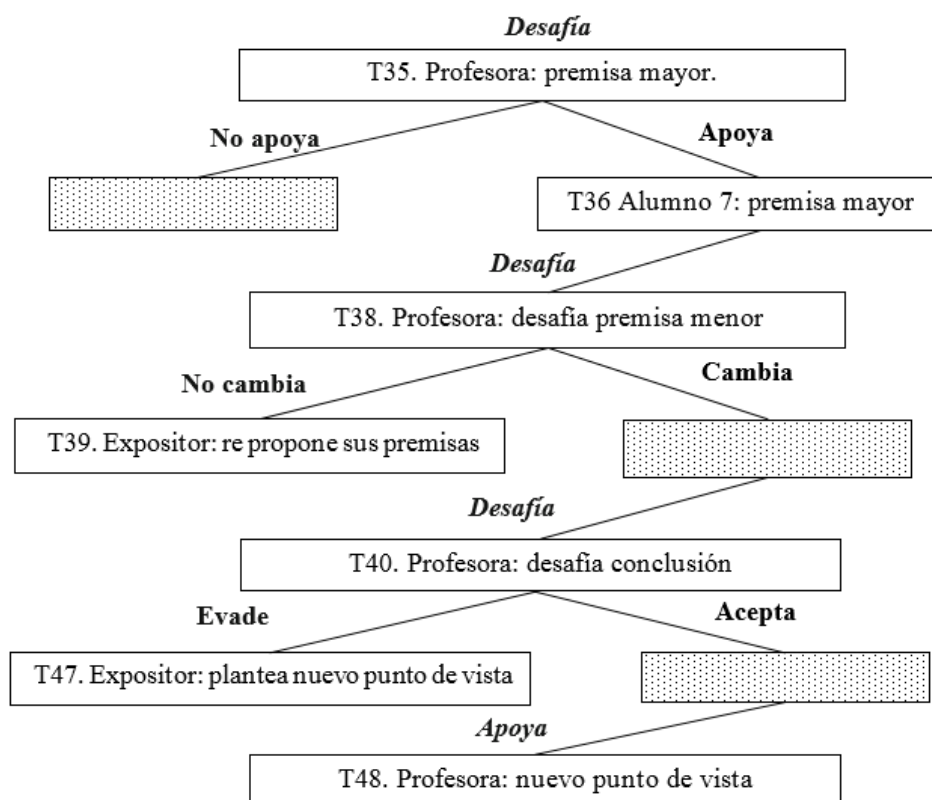 Desafía
T35. Profesora: premisa mayor.
No apoya
Apoya
T36 Alumno 7: premisa mayor
Desafía
T38. Profesora: desafía premisa menor
No cambia
Cambia
T39. Expositor: re propone sus premisas
Desafía
T40. Profesora: desafía conclusión
Evade
Acepta
T47. Expositor: plantea nuevo punto de vista
Apoya
T48. Profesora: nuevo punto de vista